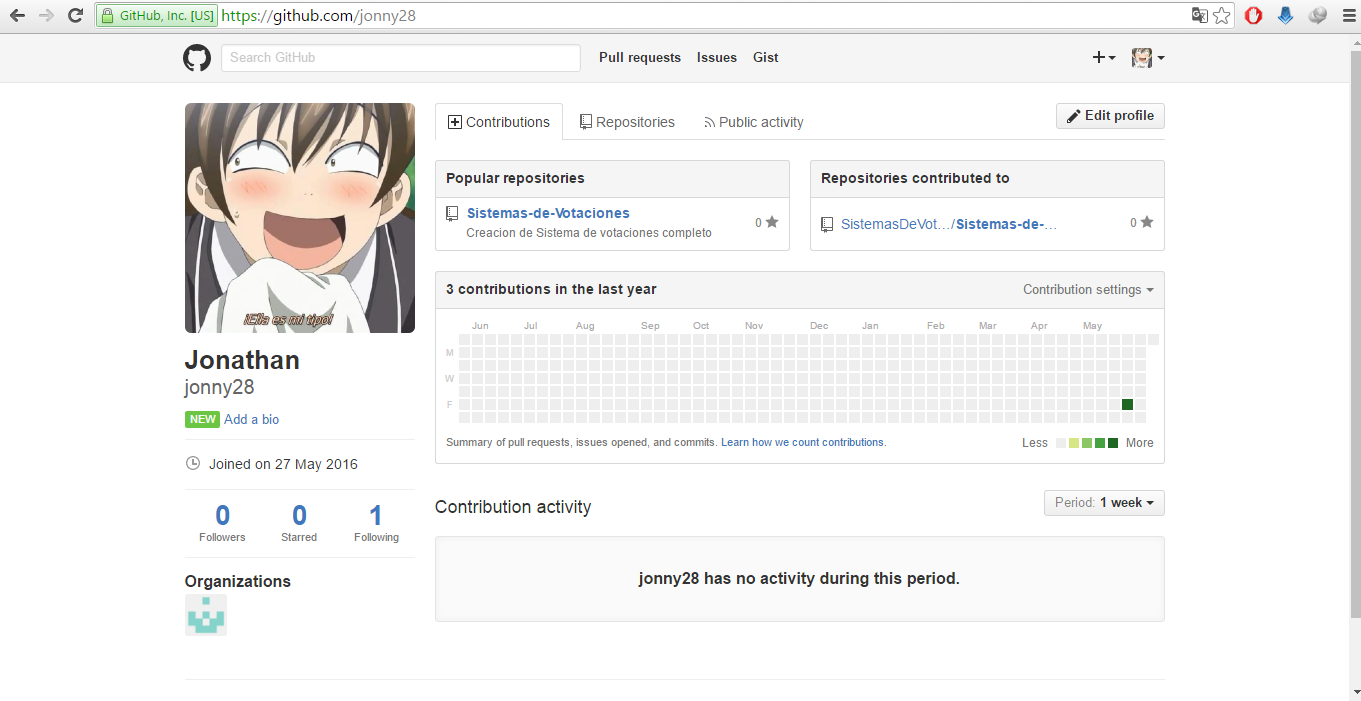 GitHub, Inc. [US] https://github.com/jonny28
Search GitHub
Pull requests Issues Gist
Contributions Repositories Public activity
Edit profile
Popular repositories
Sistemas-de-Votaciones
Creacion de Sistema de votaciones completo
0
Repositories contributed to
SistemasDeVot…/Sistemas-de-…
0
¡Ella es mi tipo!
Jonathan
jonny28
NEW Add a bio
Joined on 27 May 2016
0 0 1
Followers Starred Following
Organizations
3 contributions in the last year
Contribution settings
Jun Jul Aug Sep Oct Nov Dec Jan Feb Mar Apr May
M
W
F
Summary of pull requests, issues opened, and commits. Learn how we count contributions.
Less More
Contribution activity
Period: 1 week
jonny28 has no activity during this period.